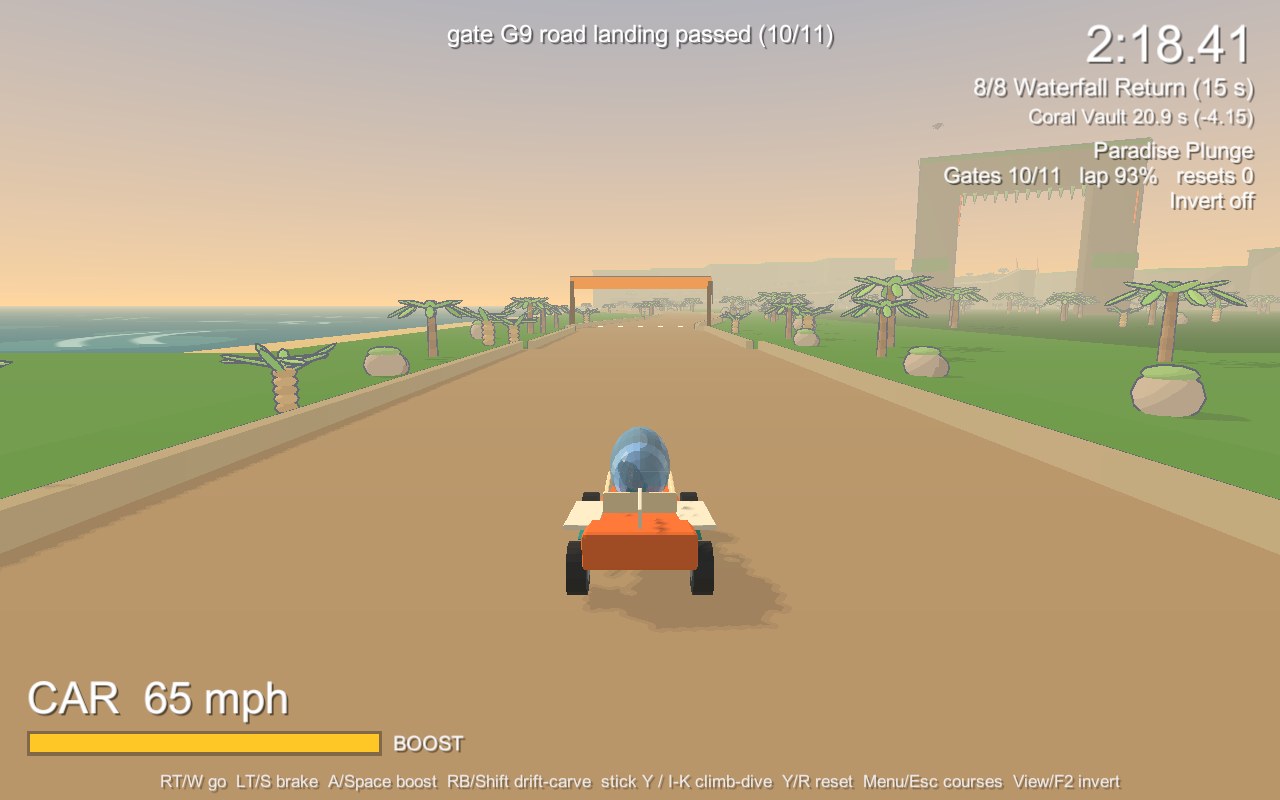 gate G9 road landing passed (10/11)
2:18.41
8/8 Waterfall Return (15 s)
Coral Vault 20.9 s (-4.15)
Paradise Plunge
Gates 10/11 lap 93% resets 0
Invert off
CAR 65 mph
BOOST
RT/W go LT/S brake A/Space boost RB/Shift drift-carve stick Y / I-K climb-dive Y/R reset Menu/Esc courses View/F2 invert